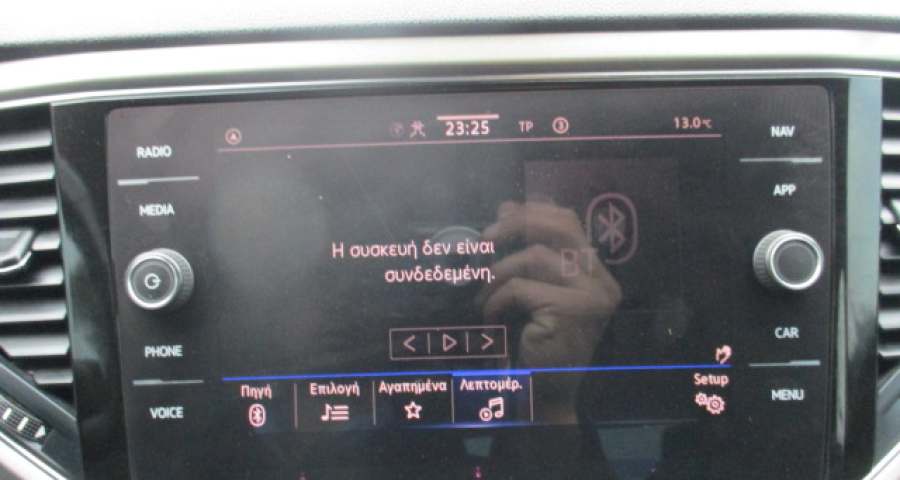 23:25 TP 3 13.0°C
RADIO
MEDIA
PHONE
VOICE
NAV
APP
CAR
MENU
Η συσκευή δεν είναι
συνδεδεμένη.
BT
Πηγή Επιλογή Αγαπημένα Λεπτομέρ. Setup